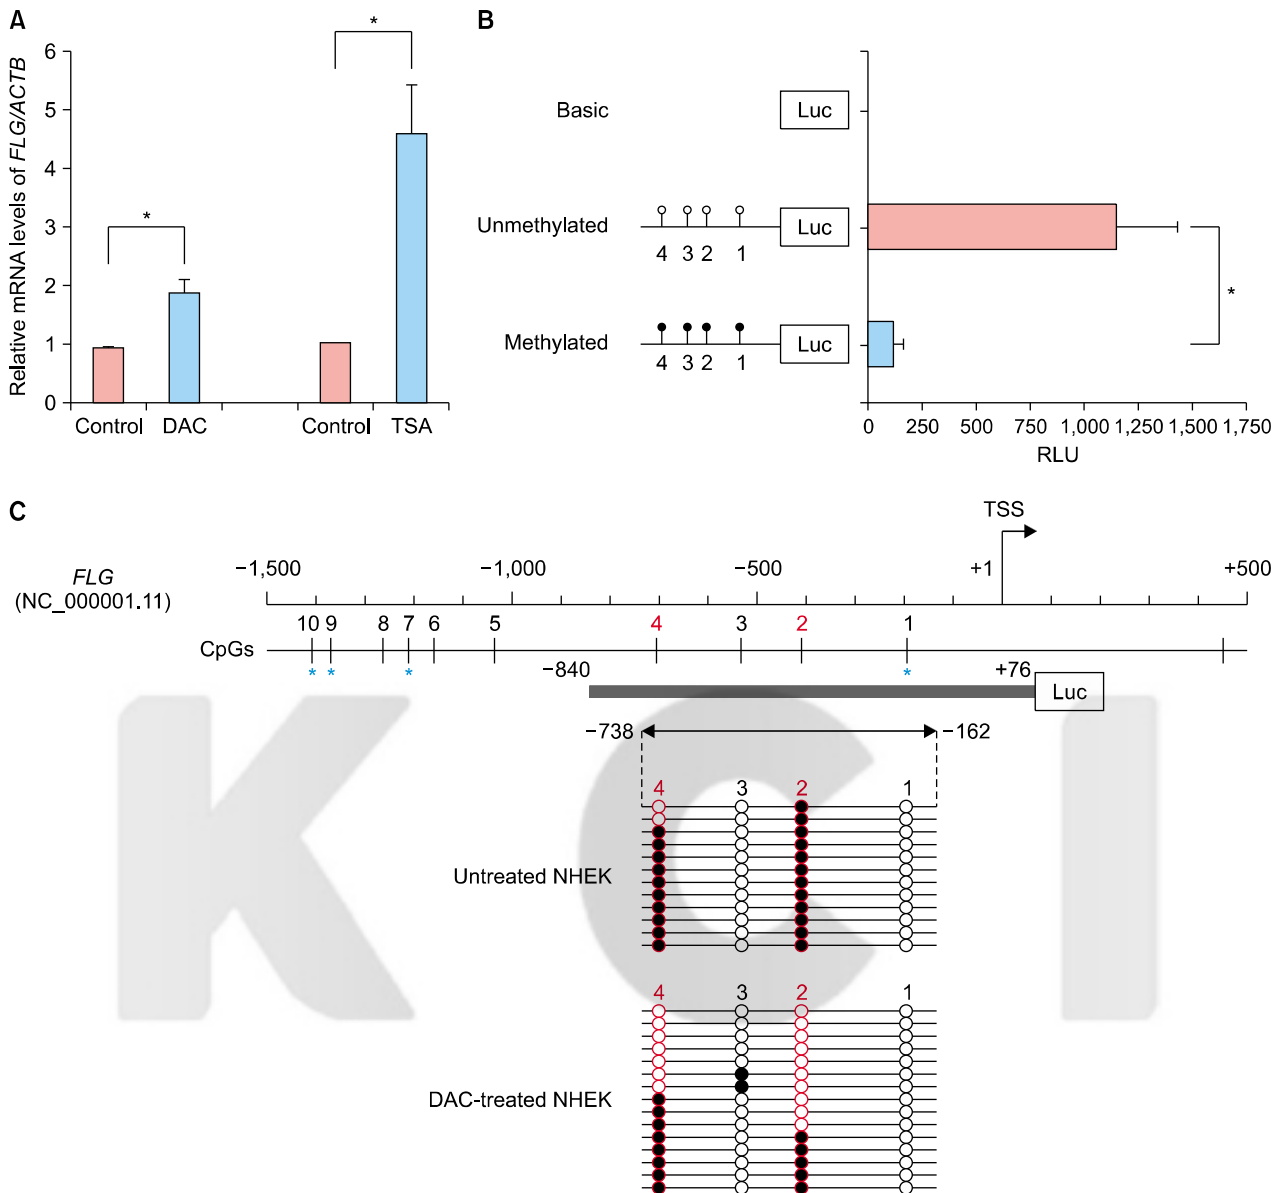 A
Relative mRNA levels of FLG/ACTB
6
5
4
3
2
1
0
*
*
Control DAC Control TSA
B
Basic Luc
Unmethylated 4 3 2 1 Luc
Methylated 4 3 2 1 Luc
*
0 250 500 750 1,000 1,250 1,500 1,750
RLU
C
TSS
FLG
(NC_000001.11)
−1,500 −1,000 −500 +1 +500
10 9 8 7 6 5 4 3 2 1
CpGs
* * * *
−840 +76
Luc
−738 −162
4 3 2 1
Untreated NHEK
4 3 2 1
DAC-treated NHEK
KCI